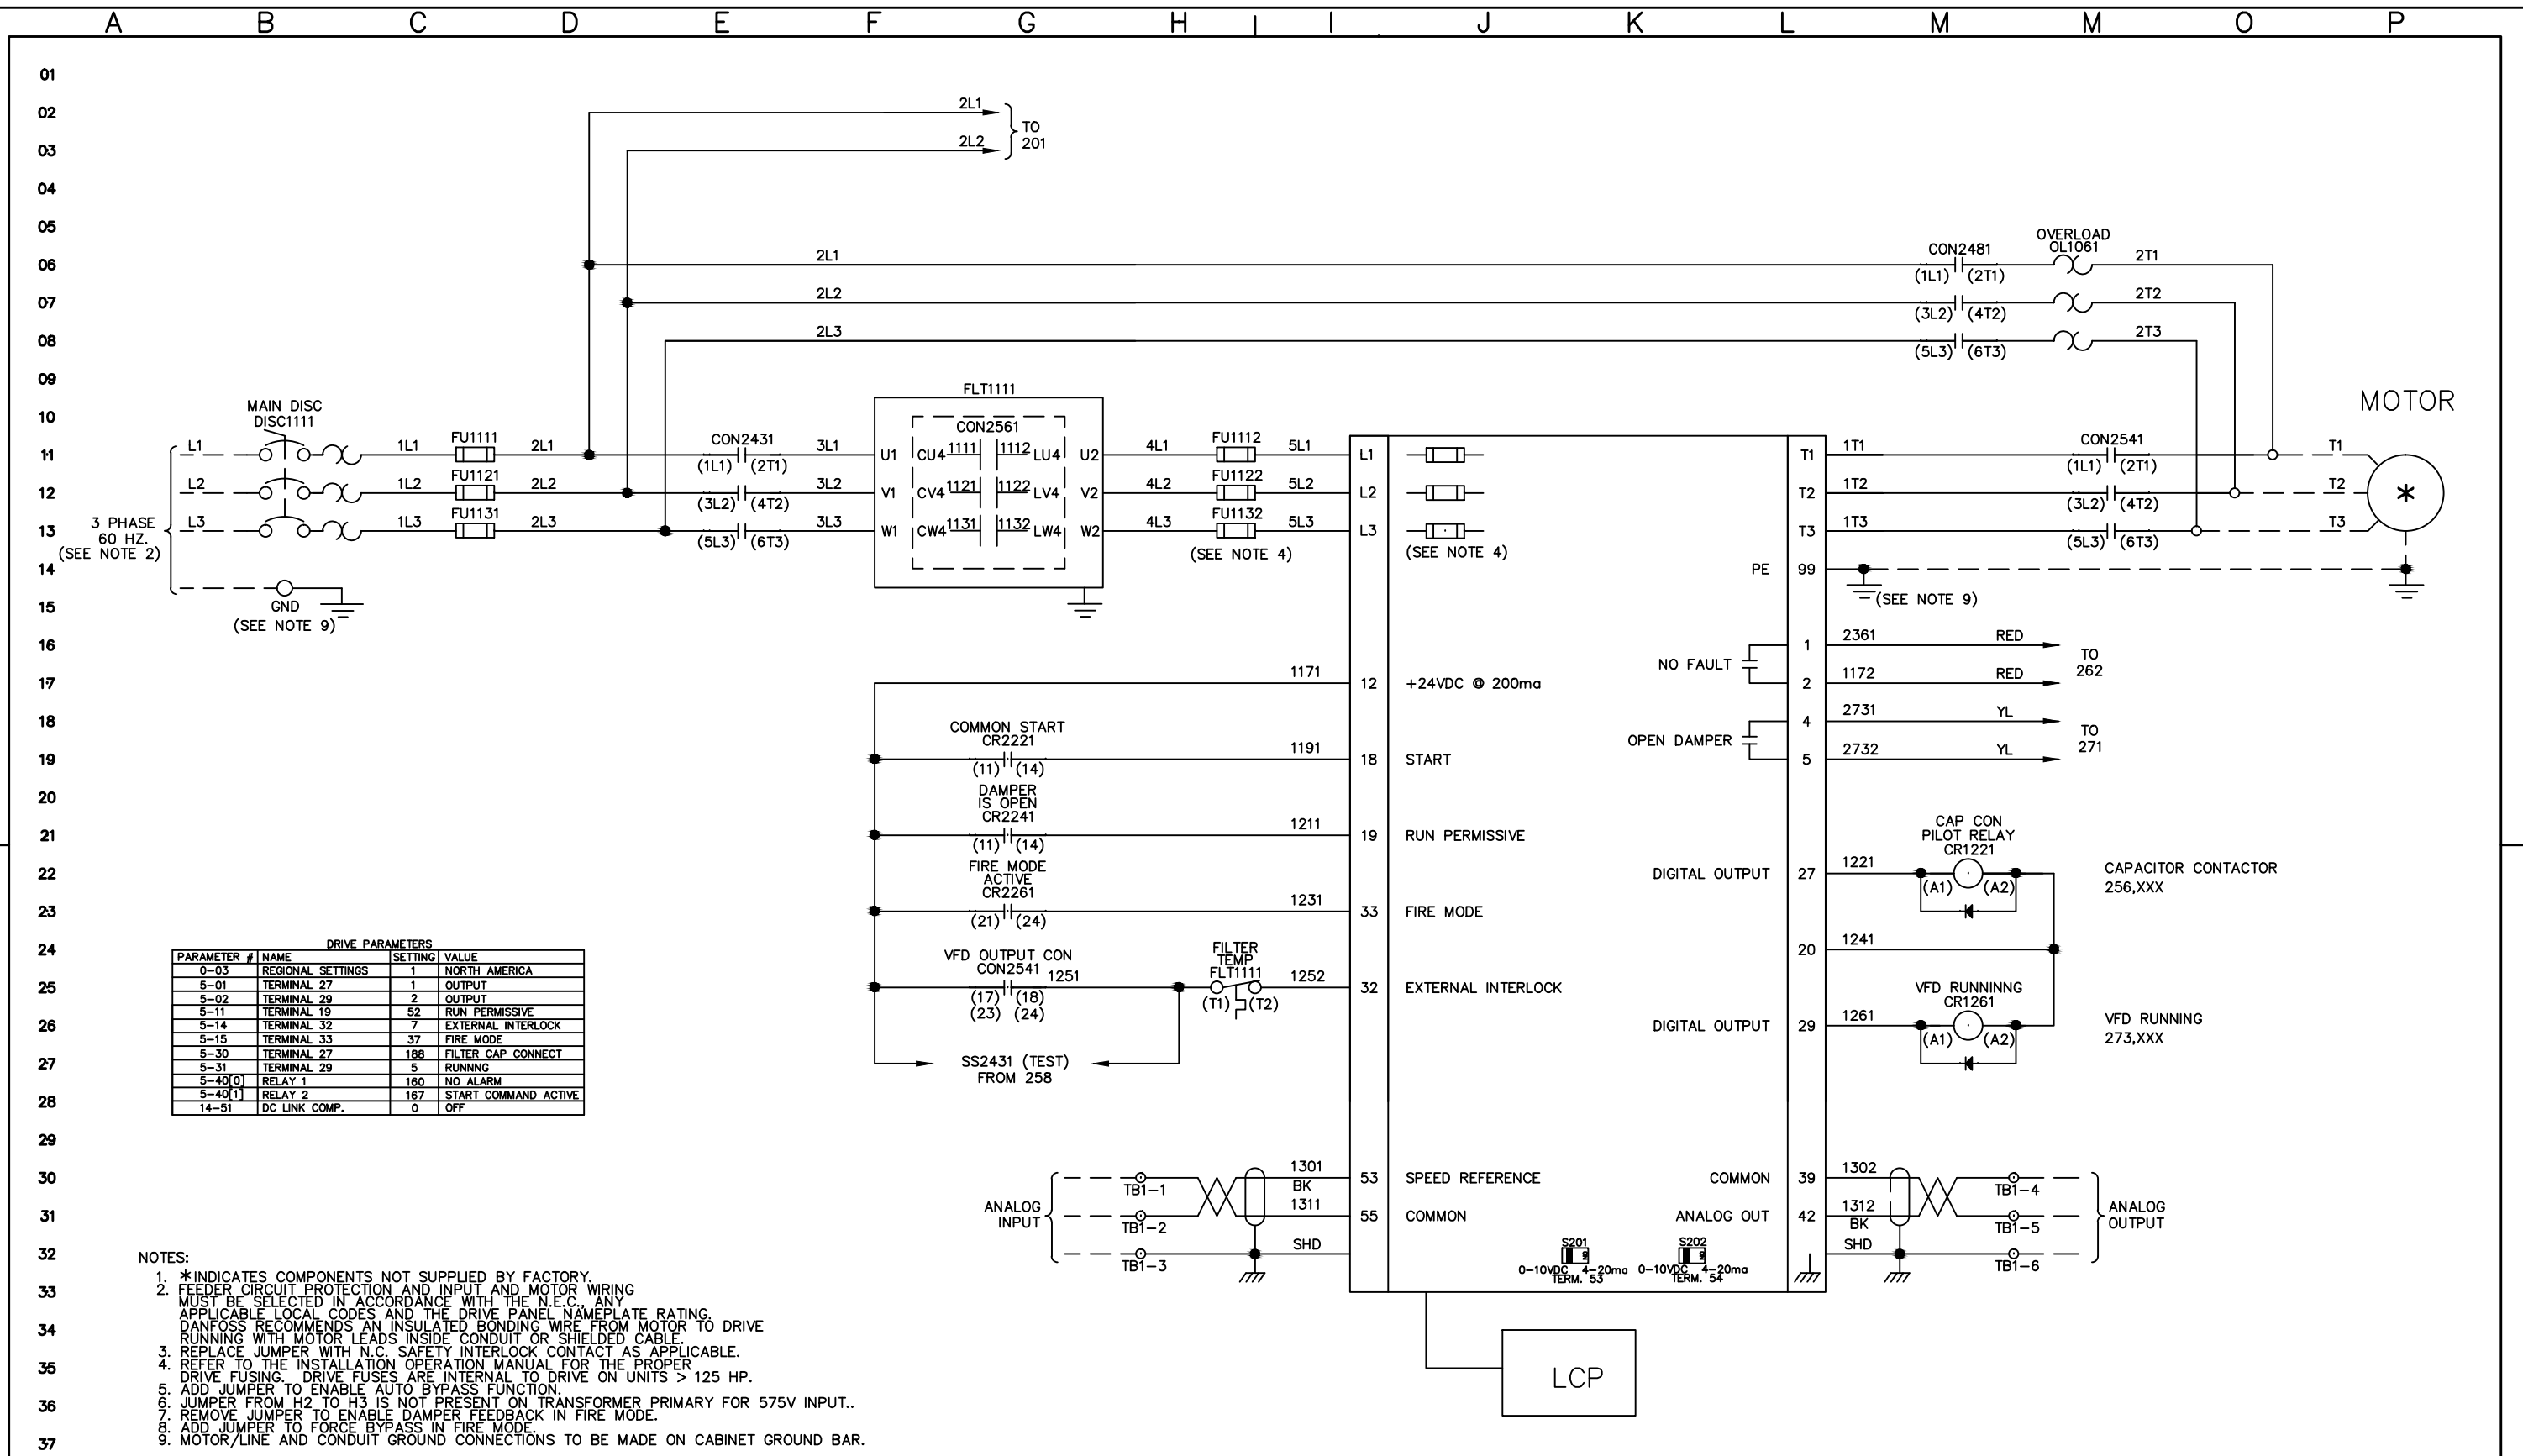 A B C D E F G H I J K L M M O P
01
02
03
04
05
06
07
08
09
10
11
12
13
14
15
16
17
18
19
20
21
22
23
24
25
26
27
28
29
30
31
32
33
34
35
36
37
2L1
2L2
TO
201
2L1
2L2
2L3
CON2481
(1L1) (2T1)
(3L2) (4T2)
(5L3) (6T3)
OVERLOAD
OL1061
2T1
2T2
2T3
MOTOR
MAIN DISC
DISC1111
L1
L2
L3
3 PHASE
60 HZ.
(SEE NOTE 2)
GND
(SEE NOTE 9)
1L1
1L2
1L3
FU1111
FU1121
FU1131
2L1
2L2
2L3
CON2431
(1L1) (2T1)
(3L2) (4T2)
(5L3) (6T3)
3L1
3L2
3L3
FLT1111
CON2561
U1 CU4 1111 1112 LU4 U2
V1 CV4 1121 1122 LV4 V2
W1 CW4 1131 1132 LW4 W2
4L1
4L2
4L3
FU1112
FU1122
FU1132
(SEE NOTE 4)
5L1
5L2
5L3
L1
L2
L3
(SEE NOTE 4)
T1
T2
T3
PE 99
1T1
1T2
1T3
CON2541
(1L1) (2T1)
(3L2) (4T2)
(5L3) (6T3)
T1
T2
T3
*
(SEE NOTE 9)
NO FAULT
1 2361 RED
2 1172 RED
TO
262
OPEN DAMPER
4 2731 YL
5 2732 YL
TO
271
1171 12 +24VDC @ 200ma
COMMON START
CR2221
(11) (14)
1191 18 START
DAMPER
IS OPEN
CR2241
(11) (14)
1211 19 RUN PERMISSIVE
FIRE MODE
ACTIVE
CR2261
(21) (24)
1231 33 FIRE MODE
VFD OUTPUT CON
CON2541
1251
(17) (18)
(23) (24)
FILTER
TEMP
FLT1111
(T1) (T2)
1252 32 EXTERNAL INTERLOCK
SS2431 (TEST)
FROM 258
CAP CON
PILOT RELAY
CR1221
DIGITAL OUTPUT 27 1221
(A1) (A2)
CAPACITOR CONTACTOR
256,XXX
20 1241
VFD RUNNINNG
CR1261
DIGITAL OUTPUT 29 1261
(A1) (A2)
VFD RUNNING
273,XXX
DRIVE PARAMETERS
PARAMETER # NAME SETTING VALUE
0-03 REGIONAL SETTINGS 1 NORTH AMERICA
5-01 TERMINAL 27 1 OUTPUT
5-02 TERMINAL 29 2 OUTPUT
5-11 TERMINAL 19 52 RUN PERMISSIVE
5-14 TERMINAL 32 7 EXTERNAL INTERLOCK
5-15 TERMINAL 33 37 FIRE MODE
5-30 TERMINAL 27 188 FILTER CAP CONNECT
5-31 TERMINAL 29 5 RUNNNG
5-40[0] RELAY 1 160 NO ALARM
5-40[1] RELAY 2 167 START COMMAND ACTIVE
14-51 DC LINK COMP. 0 OFF
ANALOG
INPUT
TB1-1
TB1-2
TB1-3
1301
BK
1311
SHD
53 SPEED REFERENCE
55 COMMON
COMMON 39
ANALOG OUT 42
S201
0-10VDC 4-20ma
TERM. 53
S202
0-10VDC 4-20ma
TERM. 54
1302
1312
BK
SHD
TB1-4
TB1-5
TB1-6
ANALOG
OUTPUT
LCP
NOTES:
1. *INDICATES COMPONENTS NOT SUPPLIED BY FACTORY.
2. FEEDER CIRCUIT PROTECTION AND INPUT AND MOTOR WIRING
MUST BE SELECTED IN ACCORDANCE WITH THE N.E.C., ANY
APPLICABLE LOCAL CODES AND THE DRIVE PANEL NAMEPLATE RATING.
DANFOSS RECOMMENDS AN INSULATED BONDING WIRE FROM MOTOR TO DRIVE
RUNNING WITH MOTOR LEADS INSIDE CONDUIT OR SHIELDED CABLE.
3. REPLACE JUMPER WITH N.C. SAFETY INTERLOCK CONTACT AS APPLICABLE.
4. REFER TO THE INSTALLATION OPERATION MANUAL FOR THE PROPER
DRIVE FUSING. DRIVE FUSES ARE INTERNAL TO DRIVE ON UNITS > 125 HP.
5. ADD JUMPER TO ENABLE AUTO BYPASS FUNCTION.
6. JUMPER FROM H2 TO H3 IS NOT PRESENT ON TRANSFORMER PRIMARY FOR 575V INPUT..
7. REMOVE JUMPER TO ENABLE DAMPER FEEDBACK IN FIRE MODE.
8. ADD JUMPER TO FORCE BYPASS IN FIRE MODE.
9. MOTOR/LINE AND CONDUIT GROUND CONNECTIONS TO BE MADE ON CABINET GROUND BAR.